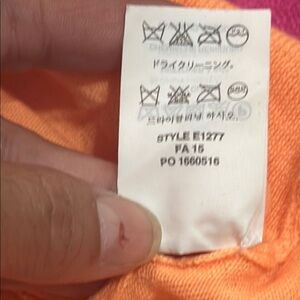 ドライクリーニング。
드라이클리닝 하시오.
STYLE E1277
FA 15
PO 1660516